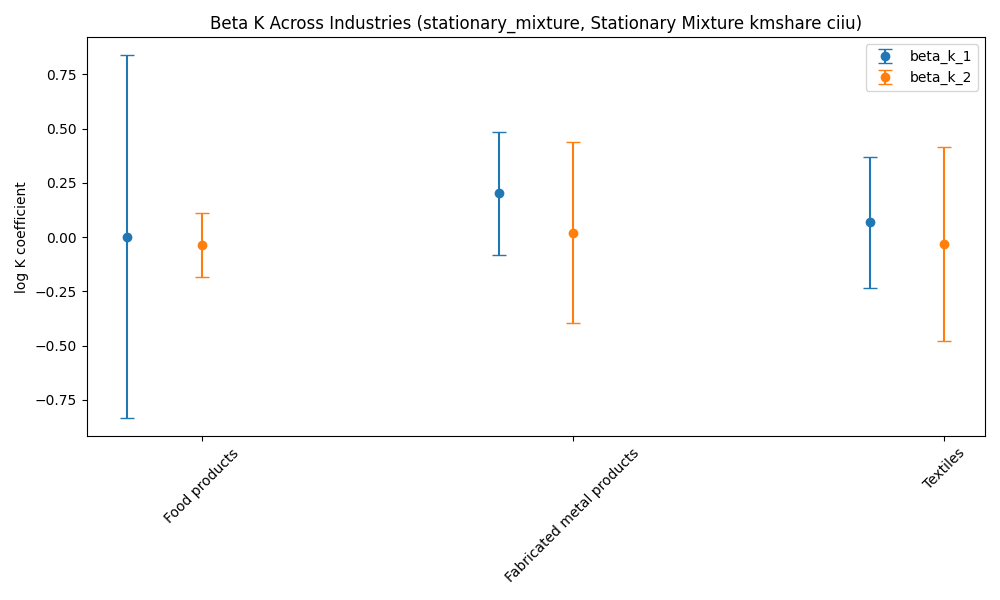 Beta K Across Industries (stationary_mixture, Stationary Mixture kmshare ciiu)
beta_k_1
beta_k_2
log K coefficient
0.75
0.50
0.25
0.00
−0.25
−0.50
−0.75
Food products
Fabricated metal products
Textiles